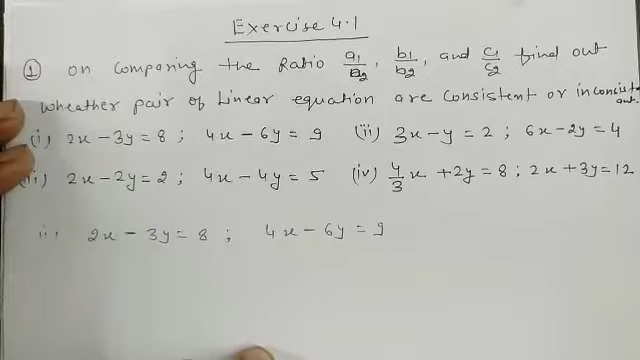 Exercise 4.1
① on comparing the Ratio a1/a2, b1/b2, and c1/c2 find out
wheather pair of Linear equation are consistent or inconsistent.
(i) 2x - 3y = 8 ; 4x - 6y = 9 (ii) 3x - y = 2 ; 6x - 2y = 4
(iii) 2x - 2y = 2 ; 4x - 4y = 5 (iv) 4/3 x + 2y = 8 ; 2x + 3y = 12
2x - 3y = 8 ; 4x - 6y = 9